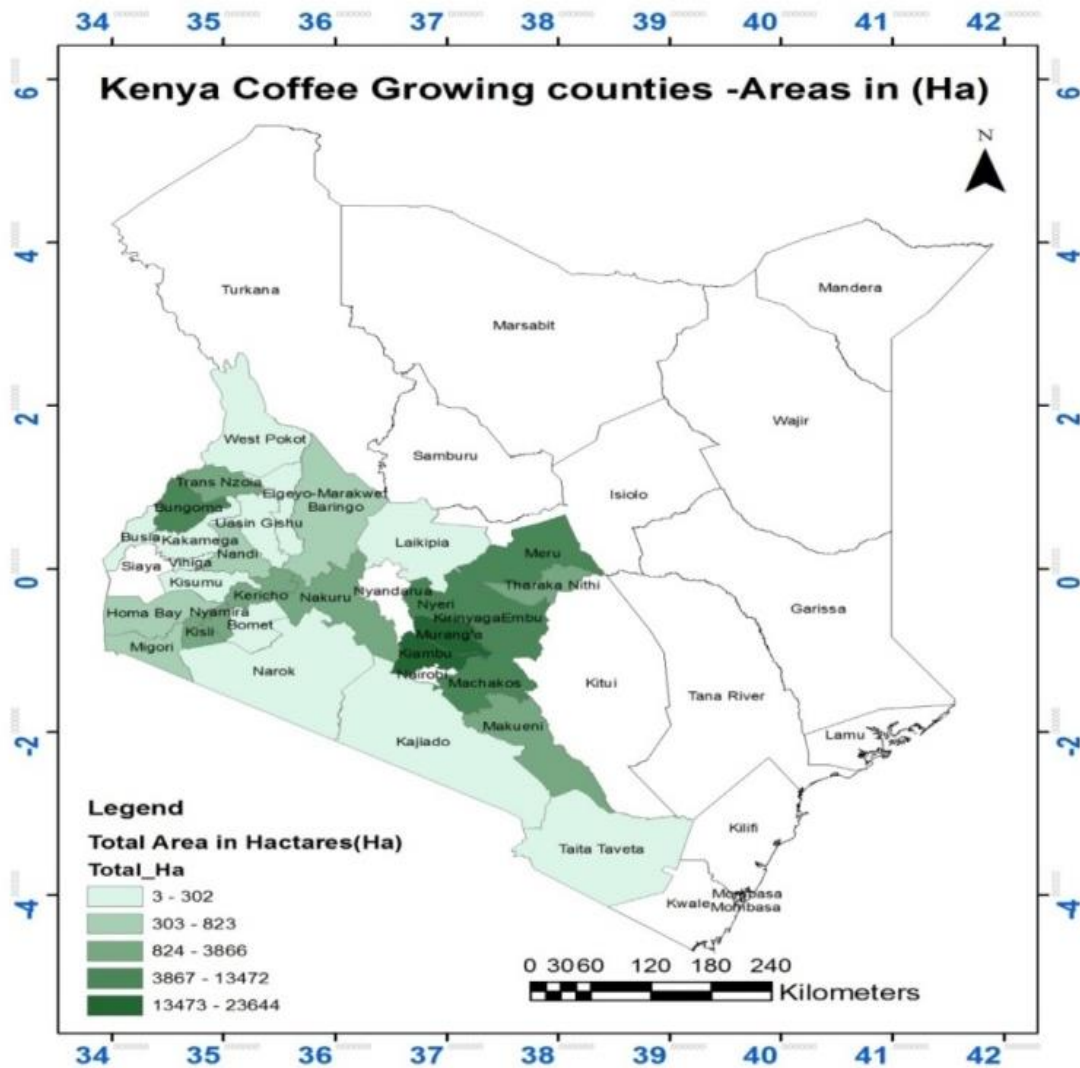 34 35 36 37 38 39 40 41 42
Kenya Coffee Growing counties -Areas in (Ha)
N
6
6
4
4
Turkana
Mandera
Marsabit
2
2
Wajir
West Pokot
Samburu
Trans Nzoia
Elgeyo-Marakwet
Isiolo
Bungoma
Baringo
Uasin Gishu
Busia
Kakamega
Laikipia
Nandi
Meru
Siaya
Vihiga
0
0
Kisumu
Tharaka Nithi
Kericho
Nakuru
Nyandarua
Nyeri
Garissa
Homa Bay
Nyamira
Kirinyaga
Embu
Bomet
Kisii
Murang'a
Migori
Kiambu
Narok
Nairobi
Machakos
Kitui
Tana River
Makueni
Lamu
-2
-2
Kajiado
Legend
Kilifi
Total Area in Hactares(Ha)
Taita Taveta
Total_Ha
3 - 302
Mombasa
-4
-4
Kwale
Mombasa
303 - 823
824 - 3866
0 30 60 120 180 240
3867 - 13472
Kilometers
13473 - 23644
34 35 36 37 38 39 40 41 42